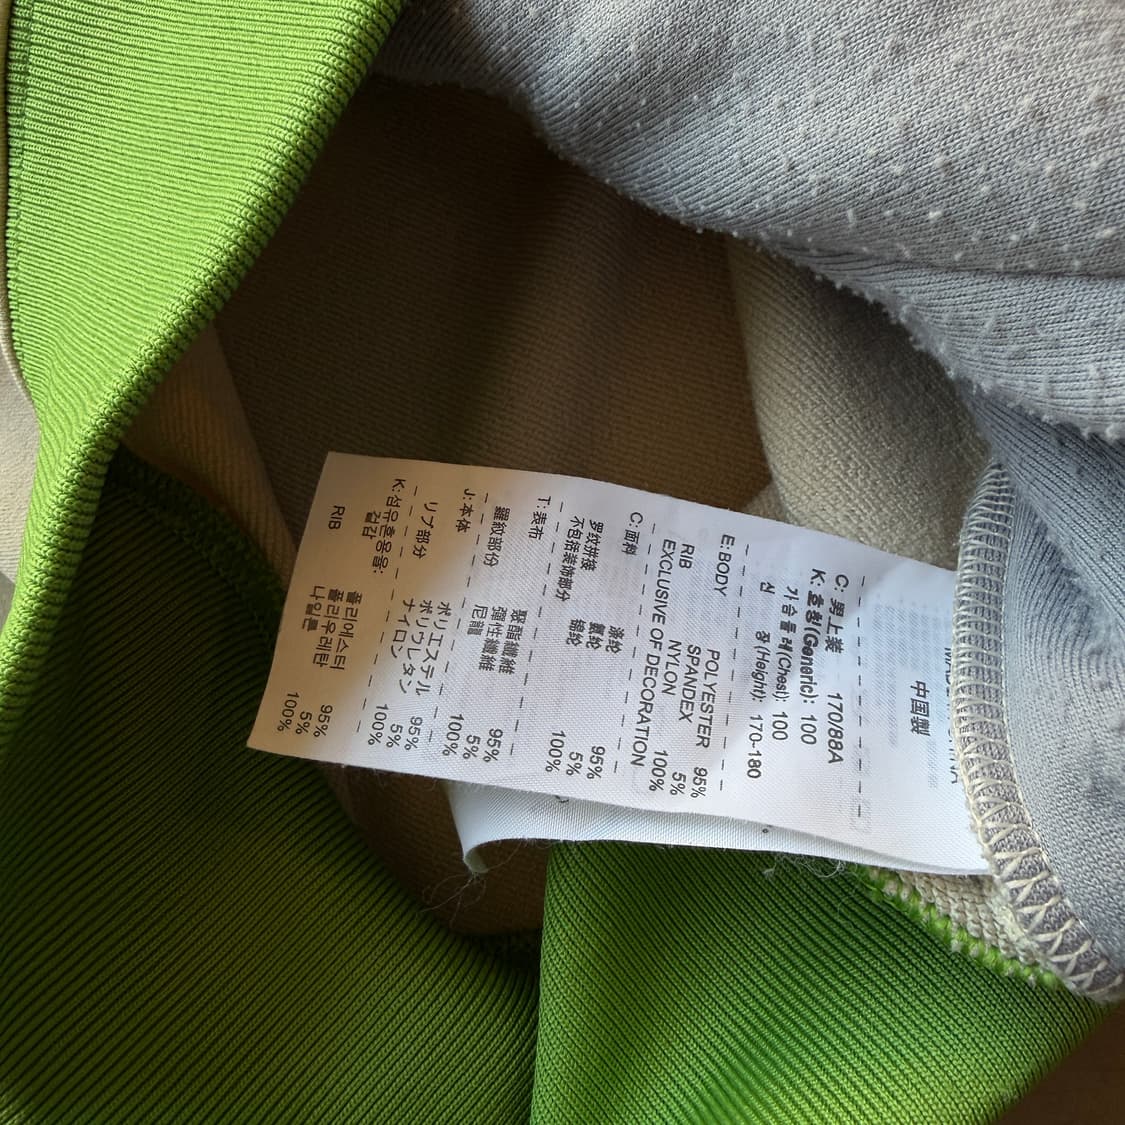 中国製
C: 男上装 170/88A
K: 호칭(Generic): 100
가슴둘레(Chest): 100
신 장(Height): 170-180
E: BODY POLYESTER 95%
SPANDEX 5%
RIB NYLON 100%
EXCLUSIVE OF DECORATION
C: 面料 涤纶 95%
氨纶 5%
罗纹拼接 锦纶 100%
不包括装饰部分
T: 表布 聚酯纖維 95%
彈性纖維 5%
羅紋部份 尼龍 100%
J: 本体 ポリエステル 95%
ポリウレタン 5%
リブ部分 ナイロン 100%
K: 섬유혼용율:
겉감 폴리에스터 95%
폴리우레탄 5%
RIB 나일론 100%